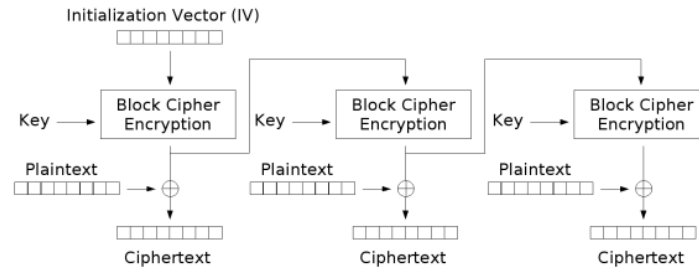 Initialization Vector (IV)
Key
Block Cipher
Encryption
Key
Block Cipher
Encryption
Key
Block Cipher
Encryption
Plaintext
Plaintext
Plaintext
Ciphertext
Ciphertext
Ciphertext